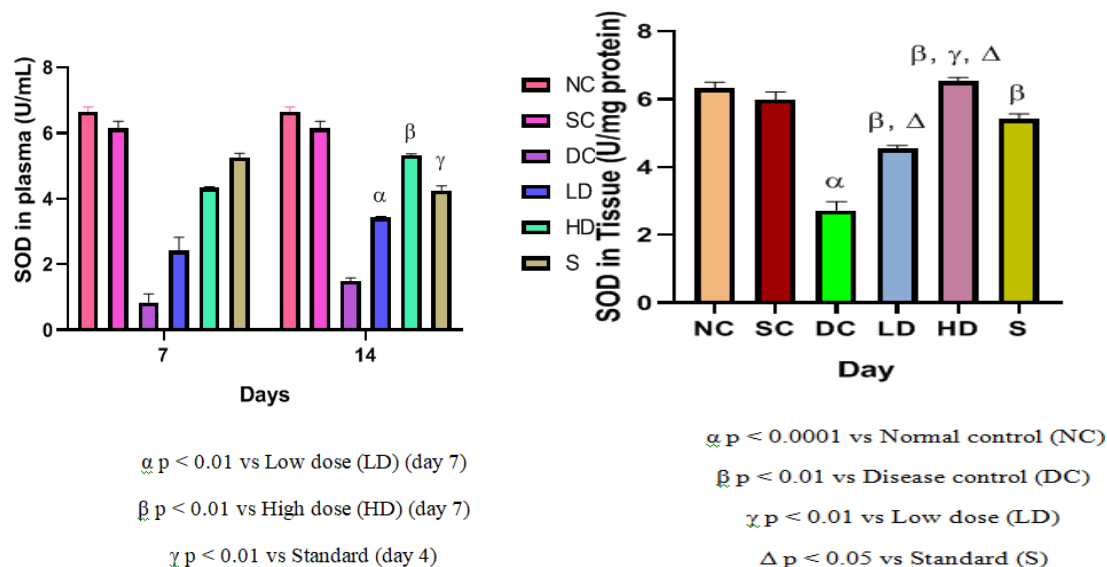 SOD in plasma (U/mL)
8
6
4
2
0
α
β
γ
7
14
Days
NC
SC
DC
LD
HD
S
α p < 0.01 vs Low dose (LD) (day 7)
β p < 0.01 vs High dose (HD) (day 7)
γ p < 0.01 vs Standard (day 4)
SOD in Tissue (U/mg protein)
8
6
4
2
0
α
β, Δ
β, γ, Δ
β
NC SC DC LD HD S
Day
α p < 0.0001 vs Normal control (NC)
β p < 0.01 vs Disease control (DC)
γ p < 0.01 vs Low dose (LD)
Δ p < 0.05 vs Standard (S)